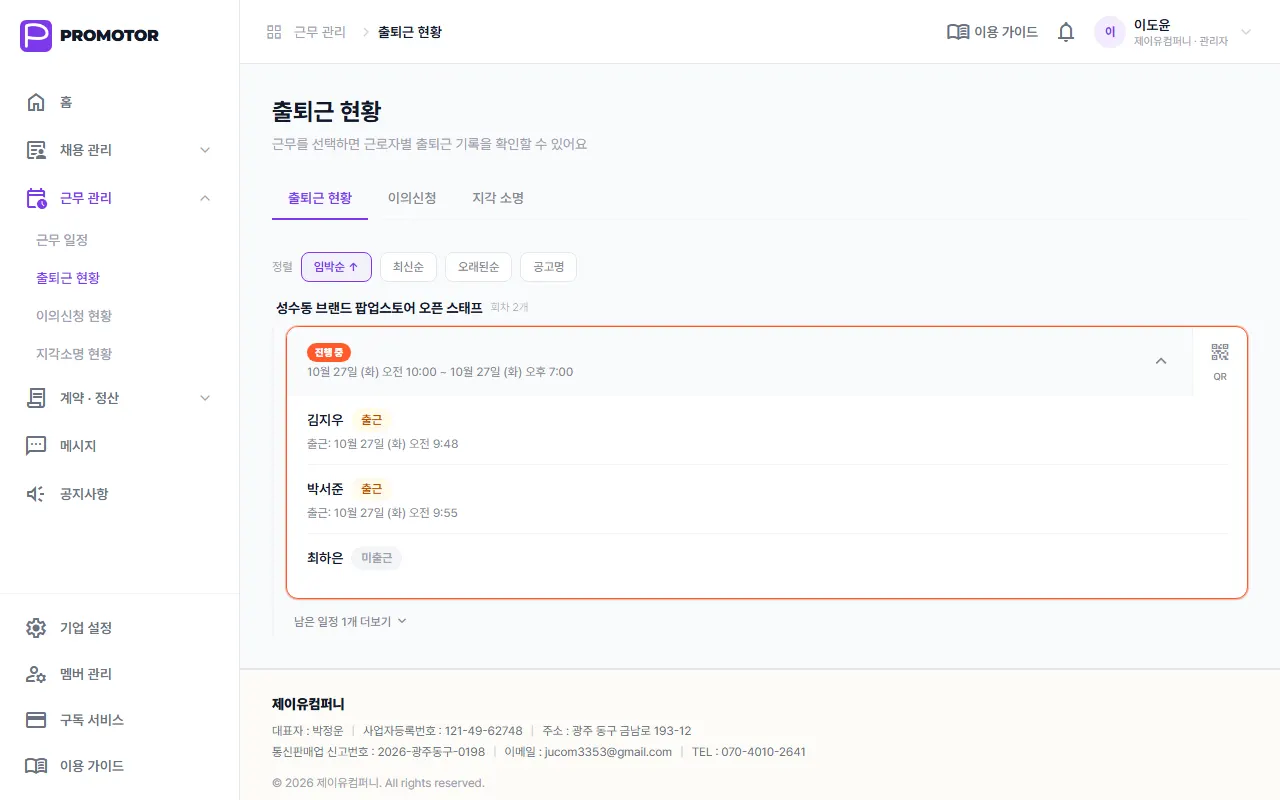 PROMOTOR
홈
채용 관리
근무 관리
근무 일정
출퇴근 현황
이의신청 현황
지각소명 현황
계약 · 정산
메시지
공지사항
기업 설정
멤버 관리
구독 서비스
이용 가이드
근무 관리 > 출퇴근 현황
이용 가이드
이
이도윤
제이유컴퍼니 · 관리자
출퇴근 현황
근무를 선택하면 근로자별 출퇴근 기록을 확인할 수 있어요
출퇴근 현황 이의신청 지각 소명
정렬 임박순 ↑ 최신순 오래된순 공고명
성수동 브랜드 팝업스토어 오픈 스태프 회차 2개
진행 중
10월 27일 (화) 오전 10:00 – 10월 27일 (화) 오후 7:00
QR
김지우 출근
출근: 10월 27일 (화) 오전 9:48
박서준 출근
출근: 10월 27일 (화) 오전 9:55
최하은 미출근
남은 일정 1개 더보기
제이유컴퍼니
대표자 : 박정운 | 사업자등록번호 : 121-49-62748 | 주소 : 광주 동구 금남로 193-12
통신판매업 신고번호 : 2026-광주동구-0198 | 이메일 : jucom3353@gmail.com | TEL : 070-4010-2641
© 2026 제이유컴퍼니. All rights reserved.